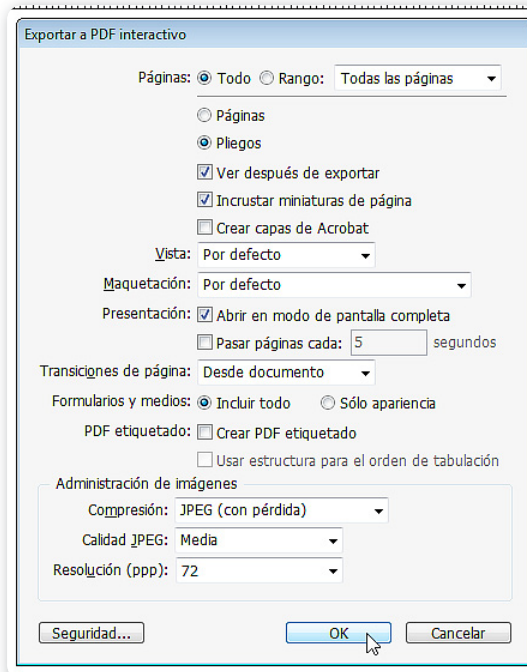 Exportar a PDF interactivo
Páginas: Todo Rango: Todas las páginas
Páginas
Pliegos
Ver después de exportar
Incrustar miniaturas de página
Crear capas de Acrobat
Vista: Por defecto
Maquetación: Por defecto
Presentación: Abrir en modo de pantalla completa
Pasar páginas cada: 5 segundos
Transiciones de página: Desde documento
Formularios y medios: Incluir todo Sólo apariencia
PDF etiquetado: Crear PDF etiquetado
Usar estructura para el orden de tabulación
Administración de imágenes
Compresión: JPEG (con pérdida)
Calidad JPEG: Media
Resolución (ppp): 72
Seguridad... OK Cancelar